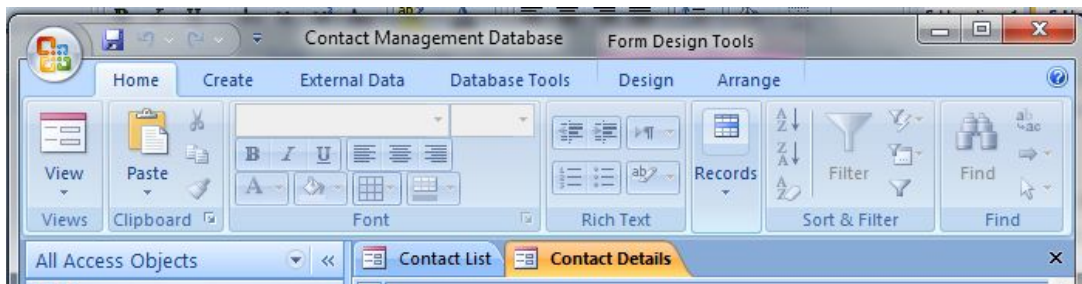 Contact Management Database Form Design Tools
Home Create External Data Database Tools Design Arrange
View Paste Records Filter Find
Views Clipboard Font Rich Text Sort & Filter Find
All Access Objects Contact List Contact Details